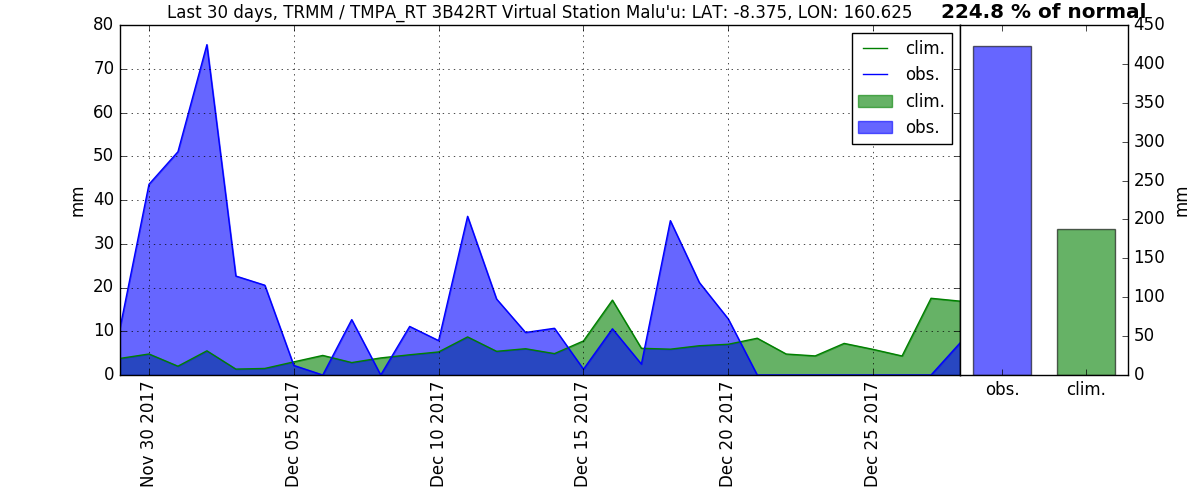 Last 30 days, TRMM / TMPA_RT 3B42RT Virtual Station Malu'u: LAT: -8.375, LON: 160.625
224.8 % of normal
80
70
60
50
40
30
20
10
0
mm
clim.
obs.
clim.
obs.
Nov 30 2017
Dec 05 2017
Dec 10 2017
Dec 15 2017
Dec 20 2017
Dec 25 2017
450
400
350
300
250
200
150
100
50
0
mm
obs.
clim.